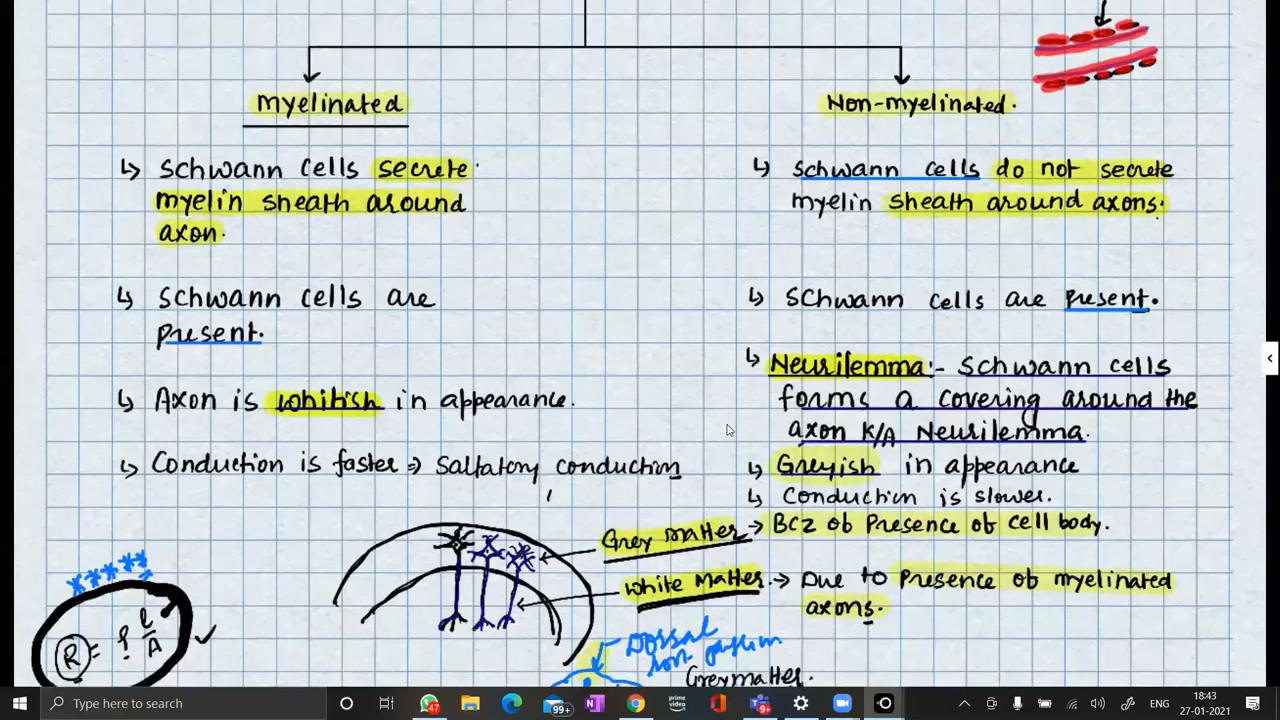 Myelinated
Non-myelinated.
↳ Schwann cells secrete
myelin sheath around
axon.
↳ Schwann cells are
present.
↳ Axon is whitish in appearance.
↳ Conduction is faster ⇒ Saltatory conduction
↳ Schwann cells do not secrete
myelin sheath around axons.
↳ Schwann cells are present.
↳ Neurilemma:- Schwann cells
forms a covering around the
axon K/A Neurilemma.
↳ Greyish in appearance
↳ Conduction is slower.
Grey Matter → Bcz of Presence of cell body.
White Matter → Due to Presence of myelinated
axons.
R = ρ l/A
Dorsal
Grey matter.
Type here to search
47
99+
9+
ENG
18:43
27-01-2021